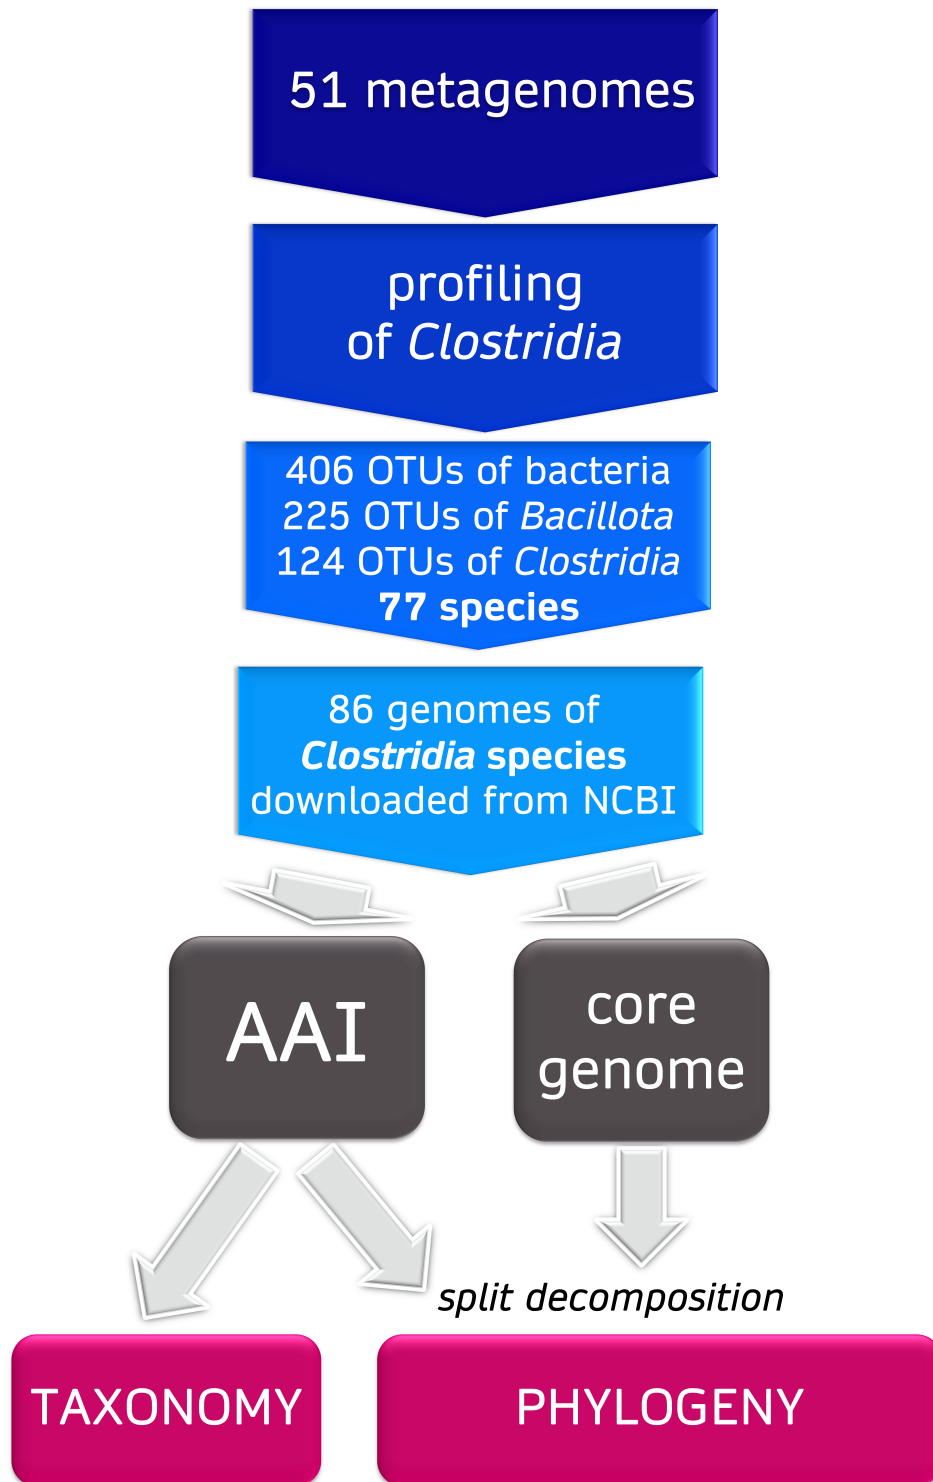 51 metagenomes
profiling
of Clostridia
406 OTUs of bacteria
225 OTUs of Bacillota
124 OTUs of Clostridia
77 species
86 genomes of
Clostridia species
downloaded from NCBI
AAI
core
genome
split decomposition
TAXONOMY
PHYLOGENY